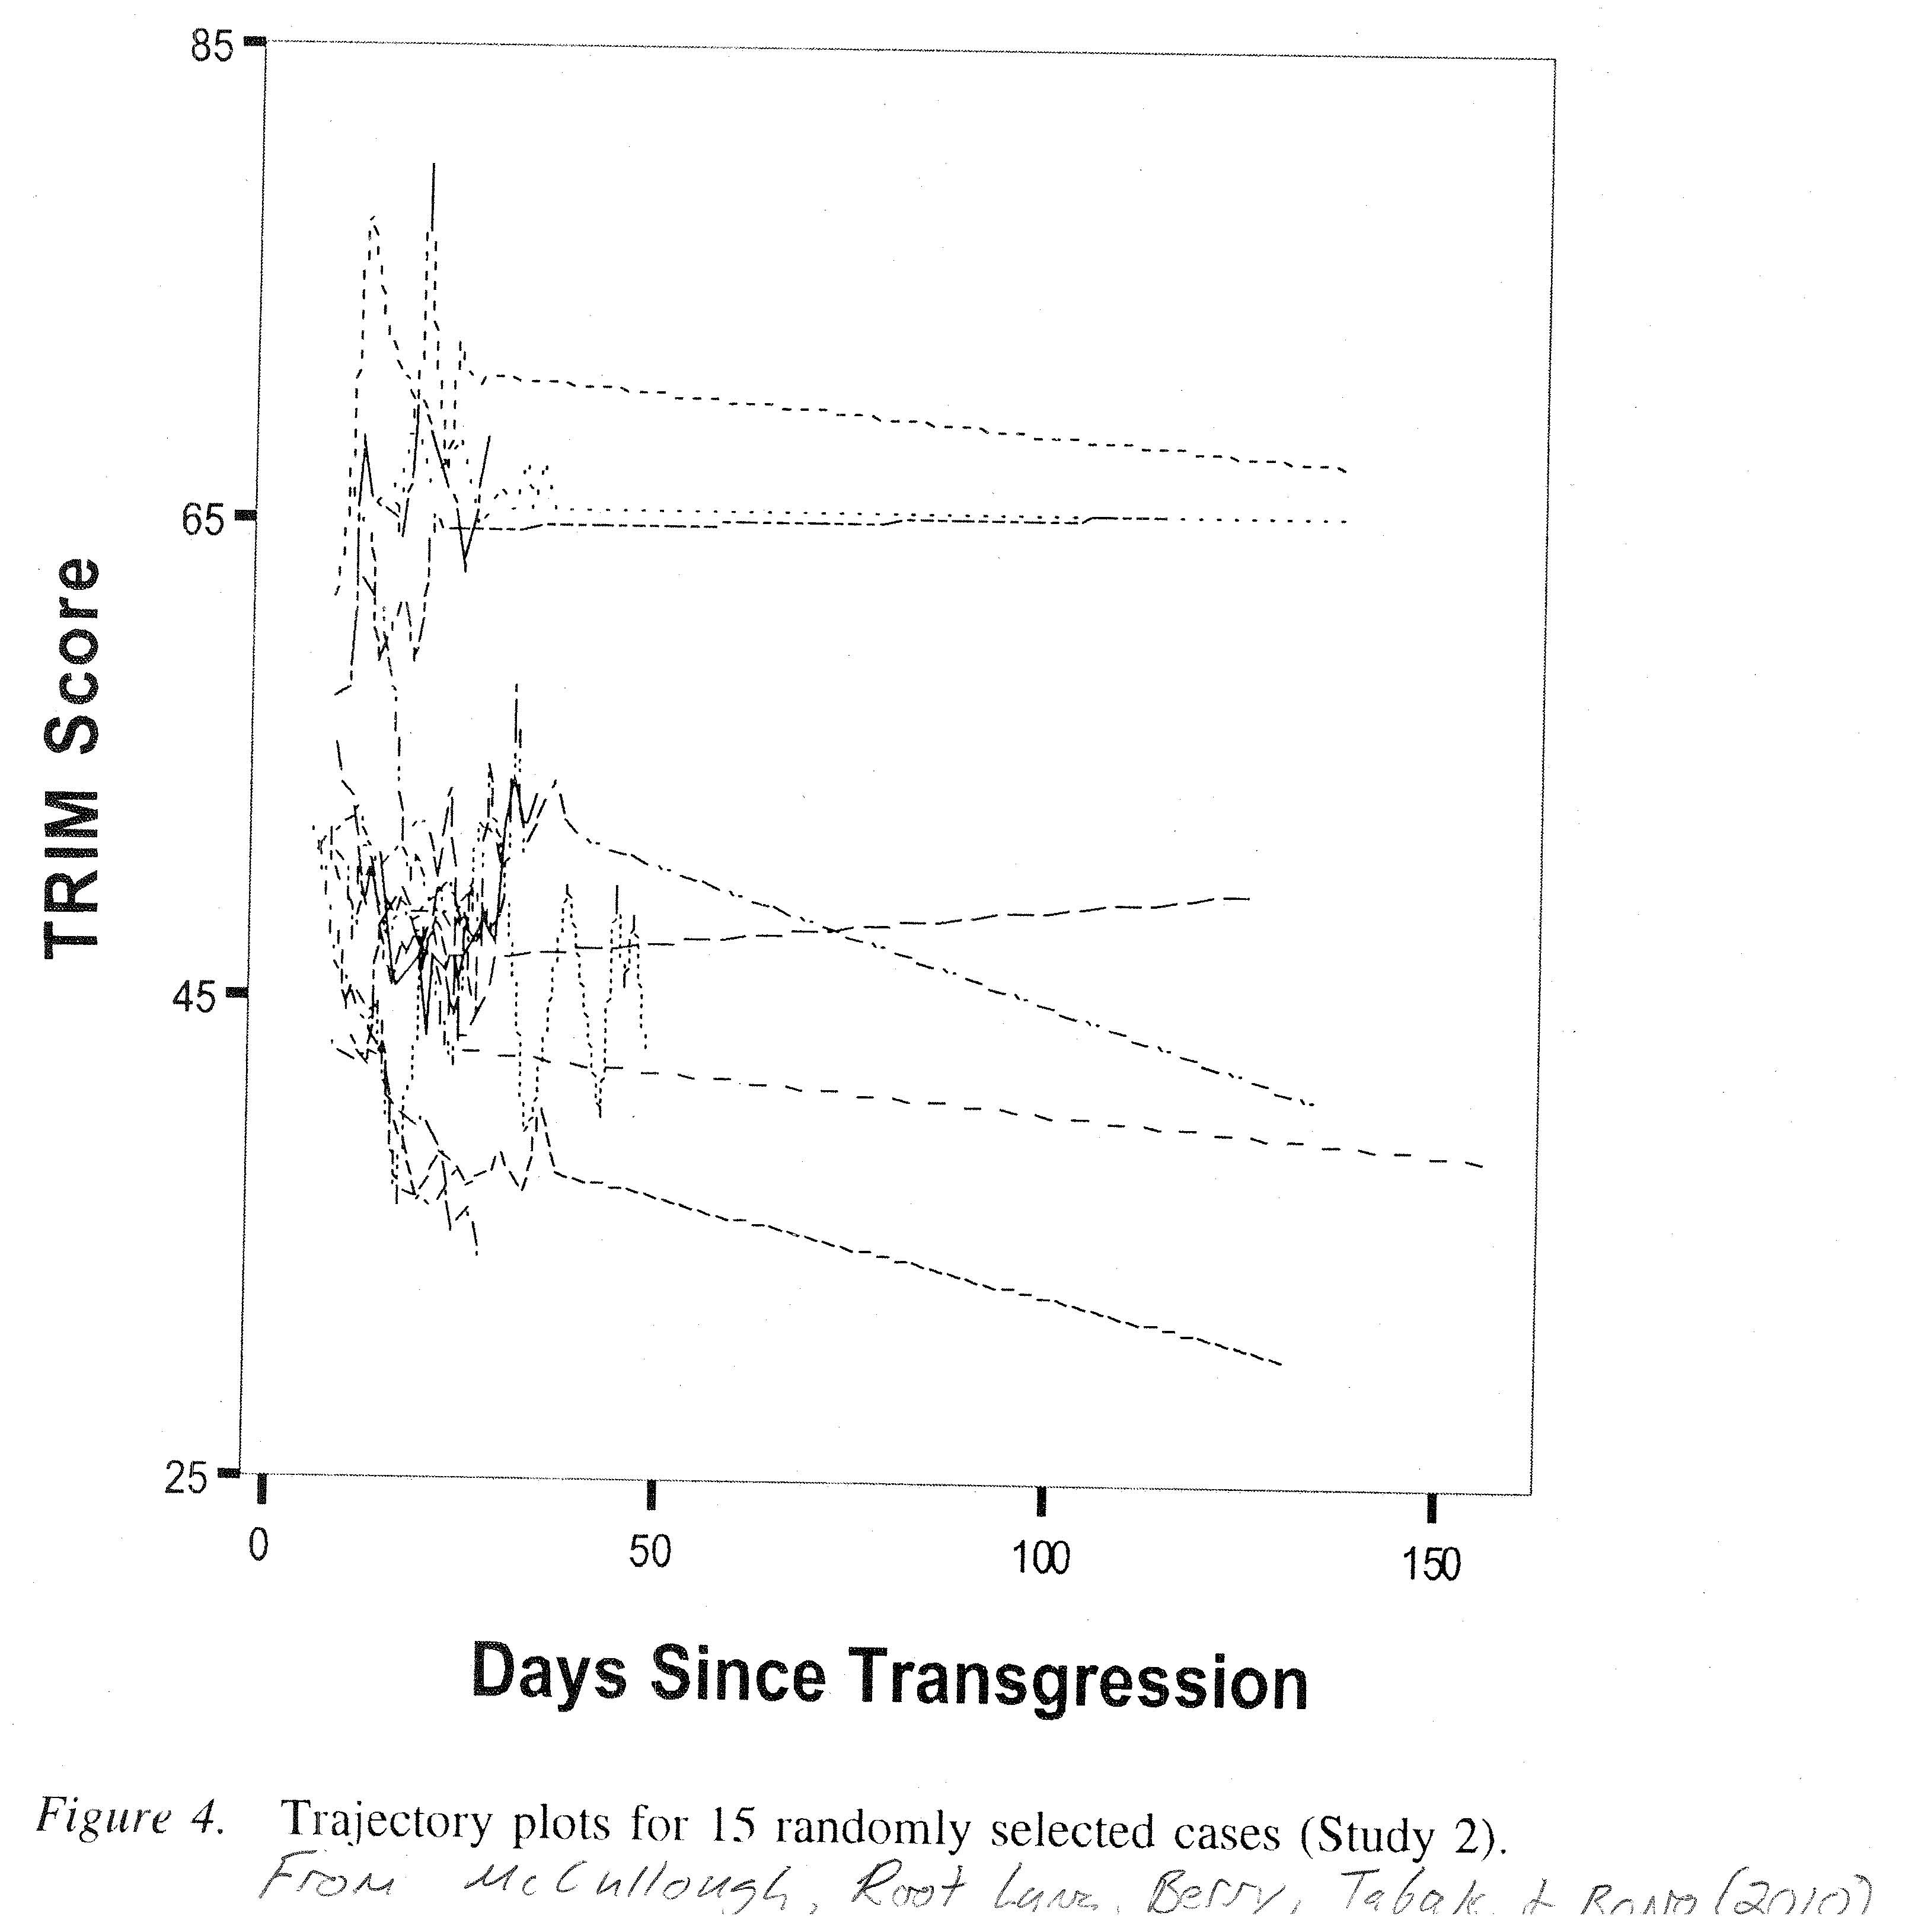 85
65
45
25
TRIM Score
0 50 100 150
Days Since Transgression
Figure 4. Trajectory plots for 15 randomly selected cases (Study 2).
From McCullough, Root Berry, Tabak, & Bono (2010)